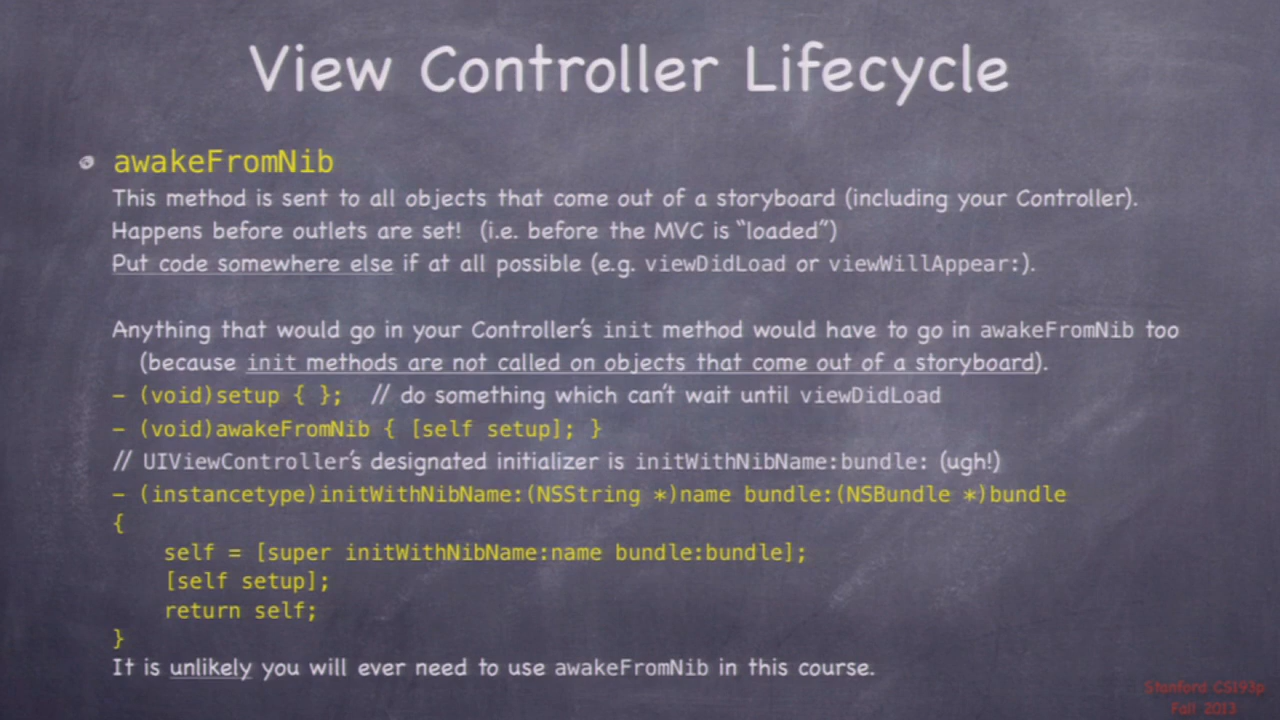 View Controller Lifecycle
awakeFromNib
This method is sent to all objects that come out of a storyboard (including your Controller).
Happens before outlets are set! (i.e. before the MVC is “loaded”)
Put code somewhere else if at all possible (e.g. viewDidLoad or viewWillAppear:).
Anything that would go in your Controller’s init method would have to go in awakeFromNib too
(because init methods are not called on objects that come out of a storyboard).
- (void)setup { }; // do something which can’t wait until viewDidLoad
- (void)awakeFromNib { [self setup]; }
// UIViewController’s designated initializer is initWithNibName:bundle: (ugh!)
- (instancetype)initWithNibName:(NSString *)name bundle:(NSBundle *)bundle
{
self = [super initWithNibName:name bundle:bundle];
[self setup];
return self;
}
It is unlikely you will ever need to use awakeFromNib in this course.
Stanford CS193p
Fall 2013